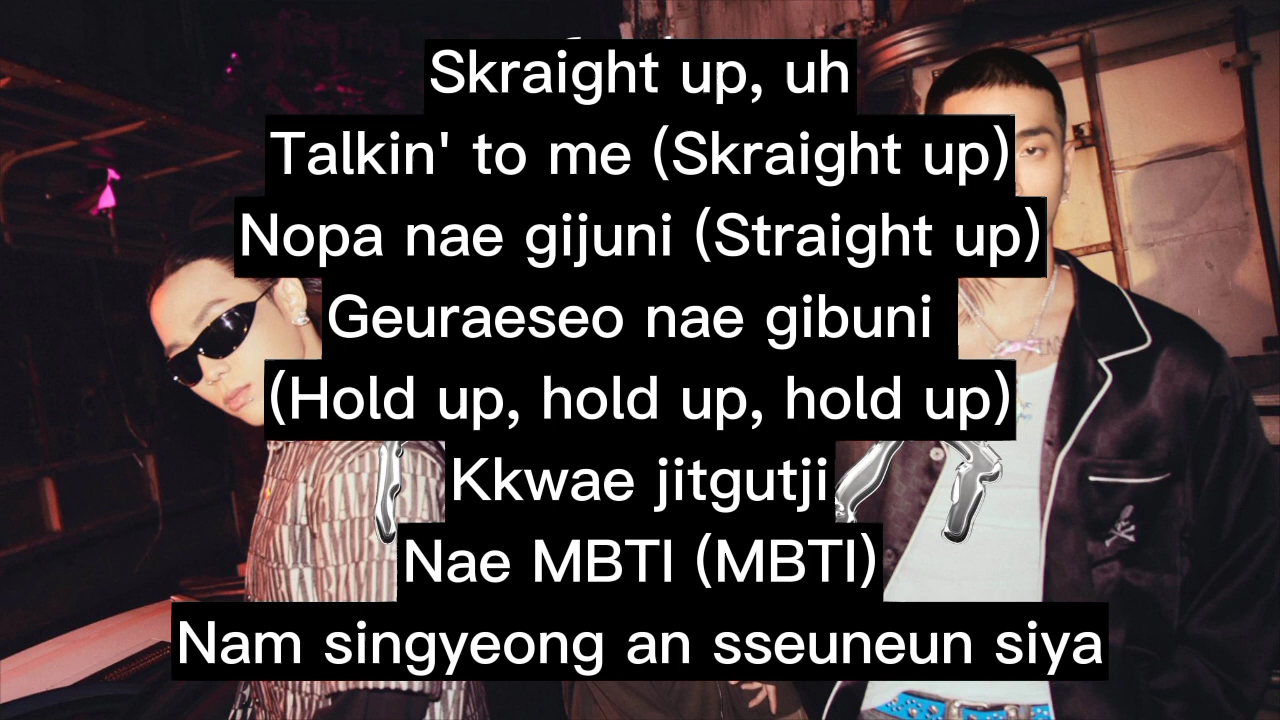 Skraight up, uh
Talkin' to me (Skraight up)
Nopa nae gijuni (Straight up)
Geuraeseo nae gibuni
(Hold up, hold up, hold up)
Kkwae jitgutji
Nae MBTI (MBTI)
Nam singyeong an sseuneun siya